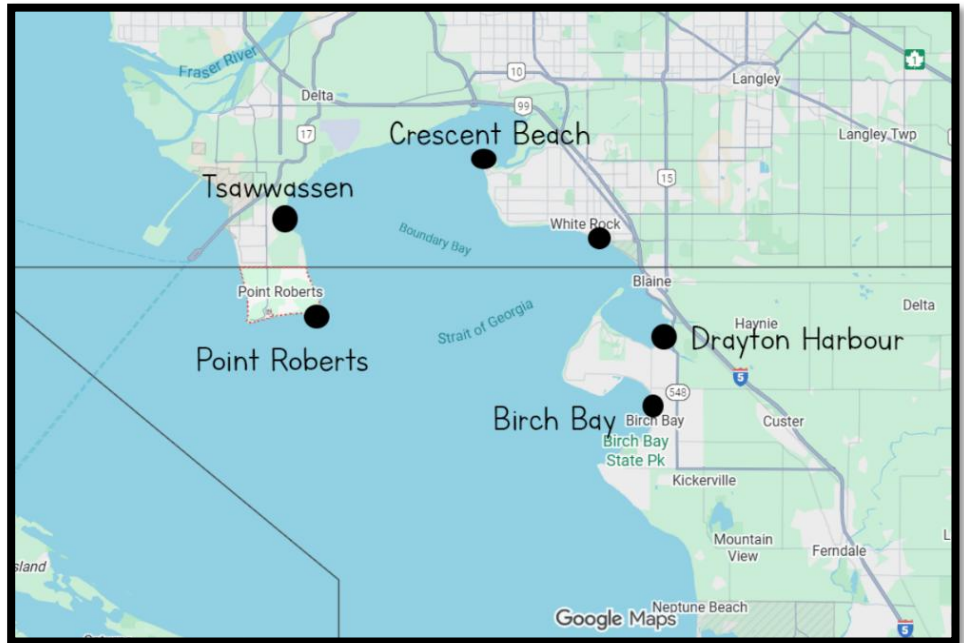 1
Fraser River
10
Langley
Delta
99
17
Crescent Beach
Langley Twp
Tsawwassen
15
White Rock
Boundary Bay
Blaine
Point Roberts
Delta
Strait of Georgia
Haynie
Drayton Harbour
Point Roberts
5
548
Birch Bay
Birch Bay
Custer
Birch Bay
State Pk
Kickerville
Mountain
View
Ferndale
sland
Google Maps
Neptune Beach
5